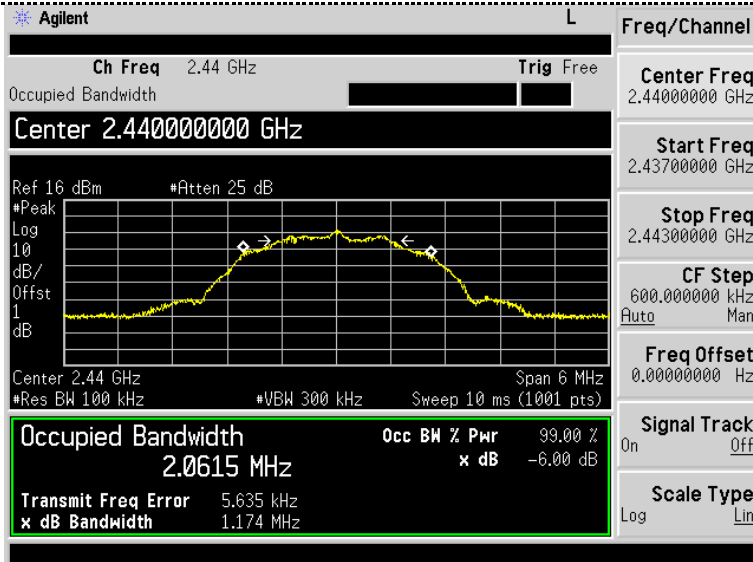 Agilent
L
Ch Freq 2.44 GHz
Trig Free
Occupied Bandwidth
Center 2.440000000 GHz
Ref 16 dBm
#Atten 25 dB
#Peak
Log
10
dB/
Offst
1
dB
Center 2.44 GHz
Span 6 MHz
#Res BW 100 kHz
#VBW 300 kHz
Sweep 10 ms (1001 pts)
Occupied Bandwidth
2.0615 MHz
Occ BW % Pwr 99.00 %
x dB -6.00 dB
Transmit Freq Error 5.635 kHz
x dB Bandwidth 1.174 MHz
Freq/Channel
Center Freq
2.44000000 GHz
Start Freq
2.43700000 GHz
Stop Freq
2.44300000 GHz
CF Step
600.000000 kHz
Auto Man
Freq Offset
0.00000000 Hz
Signal Track
On Off
Scale Type
Log Lin